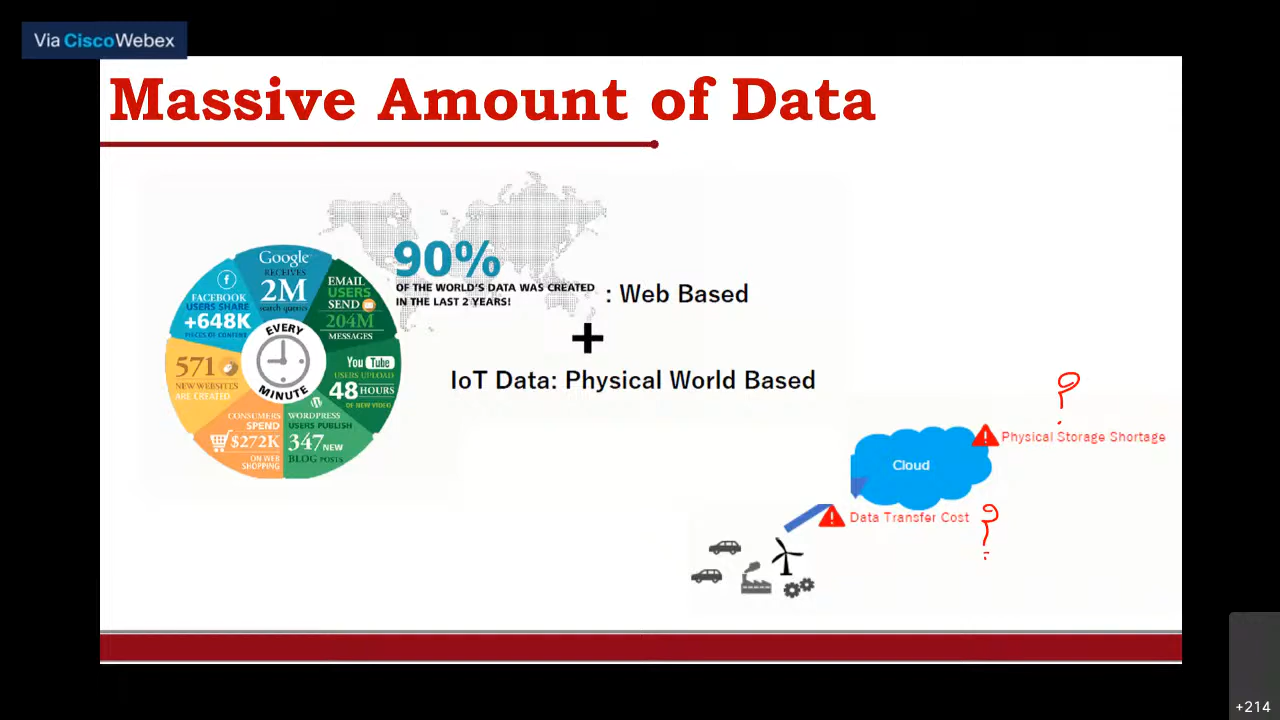 Via Cisco Webex
Massive Amount of Data
90%
OF THE WORLD'S DATA WAS CREATED
IN THE LAST 2 YEARS!
: Web Based
+
IoT Data: Physical World Based
Google
RECEIVES
2M
search queries
EMAIL
USERS
SEND
204M
MESSAGES
You Tube
USERS UPLOAD
48 HOURS
OF NEW VIDEO
WORDPRESS
USERS PUBLISH
347 NEW
BLOG POSTS
CONSUMERS
SPEND
$272K
ON WEB
SHOPPING
571
NEW WEBSITES
ARE CREATED
f
FACEBOOK
USERS SHARE
+648K
PIECES OF CONTENT
EVERY
MINUTE
?
Physical Storage Shortage
Cloud
Data Transfer Cost ?
+214